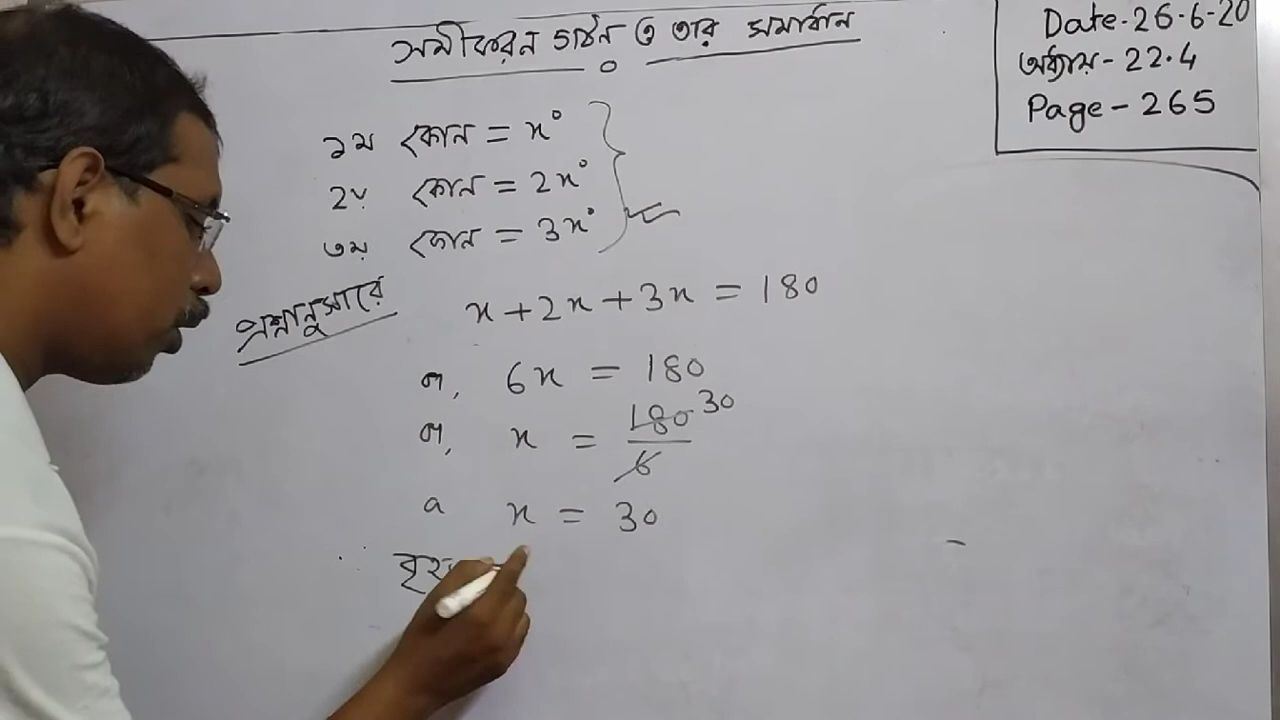 সমীকরন গঠন ও তার সমাধান
Date-26-6-20
অধ্যায়-22.4
Page-265
১ম কোন = x°
২য় কোন = 2x°
৩য় কোন = 3x°
প্রশ্নানুসারে x+2x+3x = 180
বা, 6x = 180
বা, x = 180/6 30
বা x = 30
∴